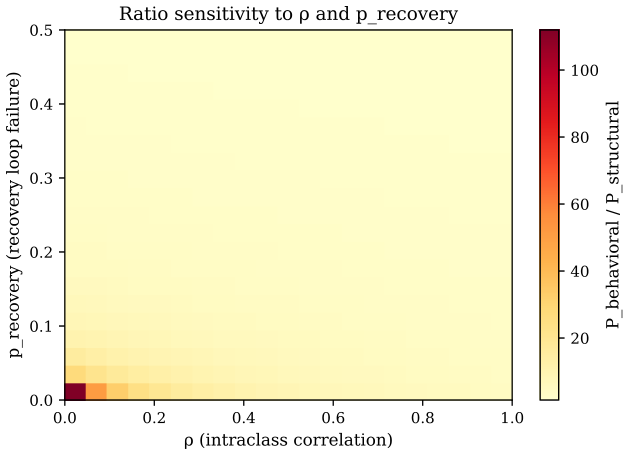 Ratio sensitivity to ρ and p_recovery
0.5
0.4
0.3
0.2
0.1
0.0
p_recovery (recovery loop failure)
0.0 0.2 0.4 0.6 0.8 1.0
ρ (intraclass correlation)
100
80
60
40
20
P_behavioral / P_structural